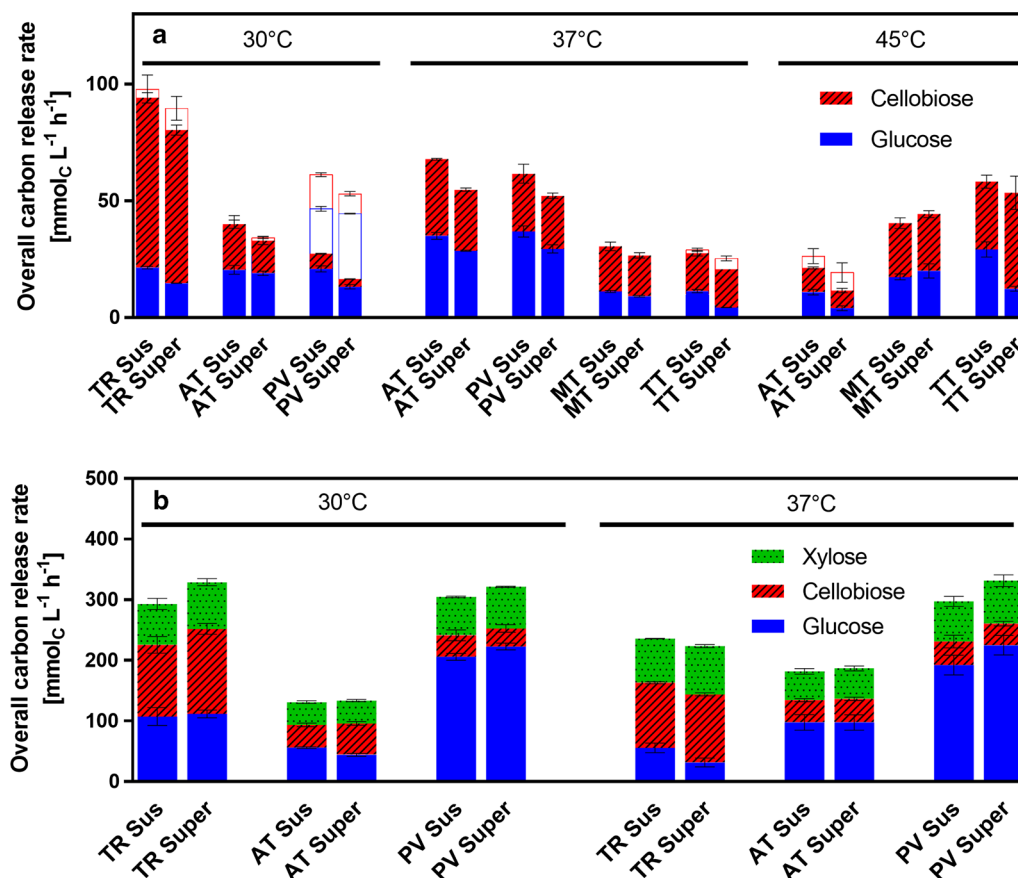 a
30°C
37°C
45°C
Overall carbon release rate
[mmol_C L⁻¹ h⁻¹]
100
50
0
Cellobiose
Glucose
TR Sus
TR Super
AT Sus
AT Super
PV Sus
PV Super
AT Sus
AT Super
PV Sus
PV Super
MT Sus
MT Super
TT Sus
TT Super
AT Sus
AT Super
MT Sus
MT Super
TT Sus
TT Super
b
30°C
37°C
Overall carbon release rate
[mmol_C L⁻¹ h⁻¹]
500
400
300
200
100
0
Xylose
Cellobiose
Glucose
TR Sus
TR Super
AT Sus
AT Super
PV Sus
PV Super
TR Sus
TR Super
AT Sus
AT Super
PV Sus
PV Super